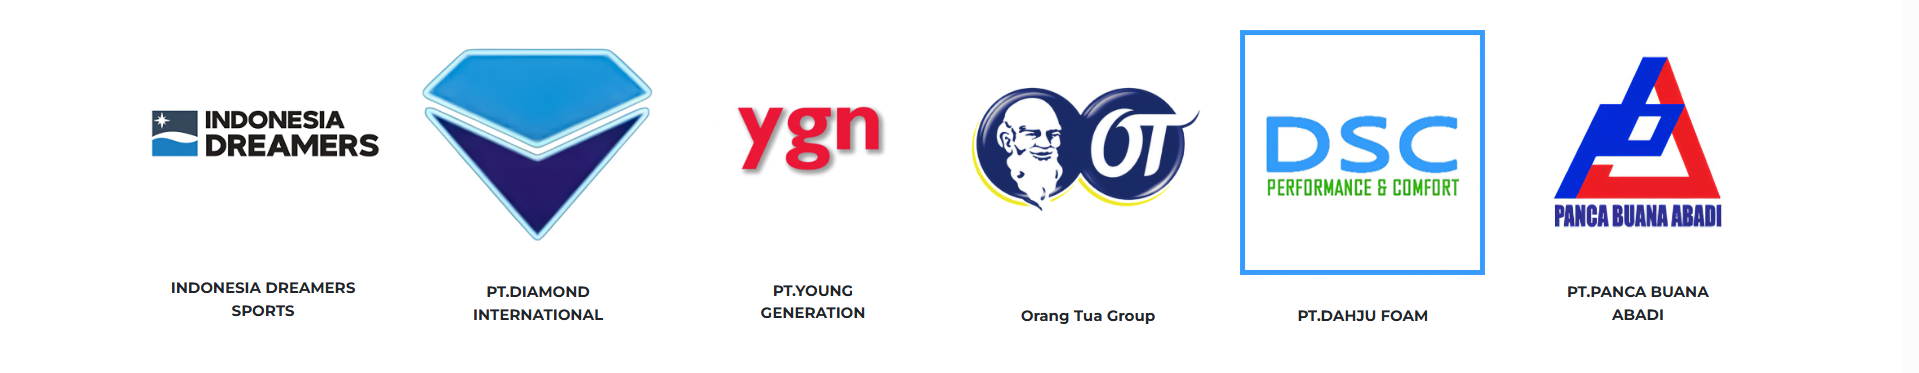 INDONESIA
DREAMERS
INDONESIA DREAMERS
SPORTS
PT.DIAMOND
INTERNATIONAL
ygn
PT.YOUNG
GENERATION
OT
Orang Tua Group
DSC
PERFORMANCE & COMFORT
PT.DAHJU FOAM
PANCA BUANA ABADI
PT.PANCA BUANA
ABADI